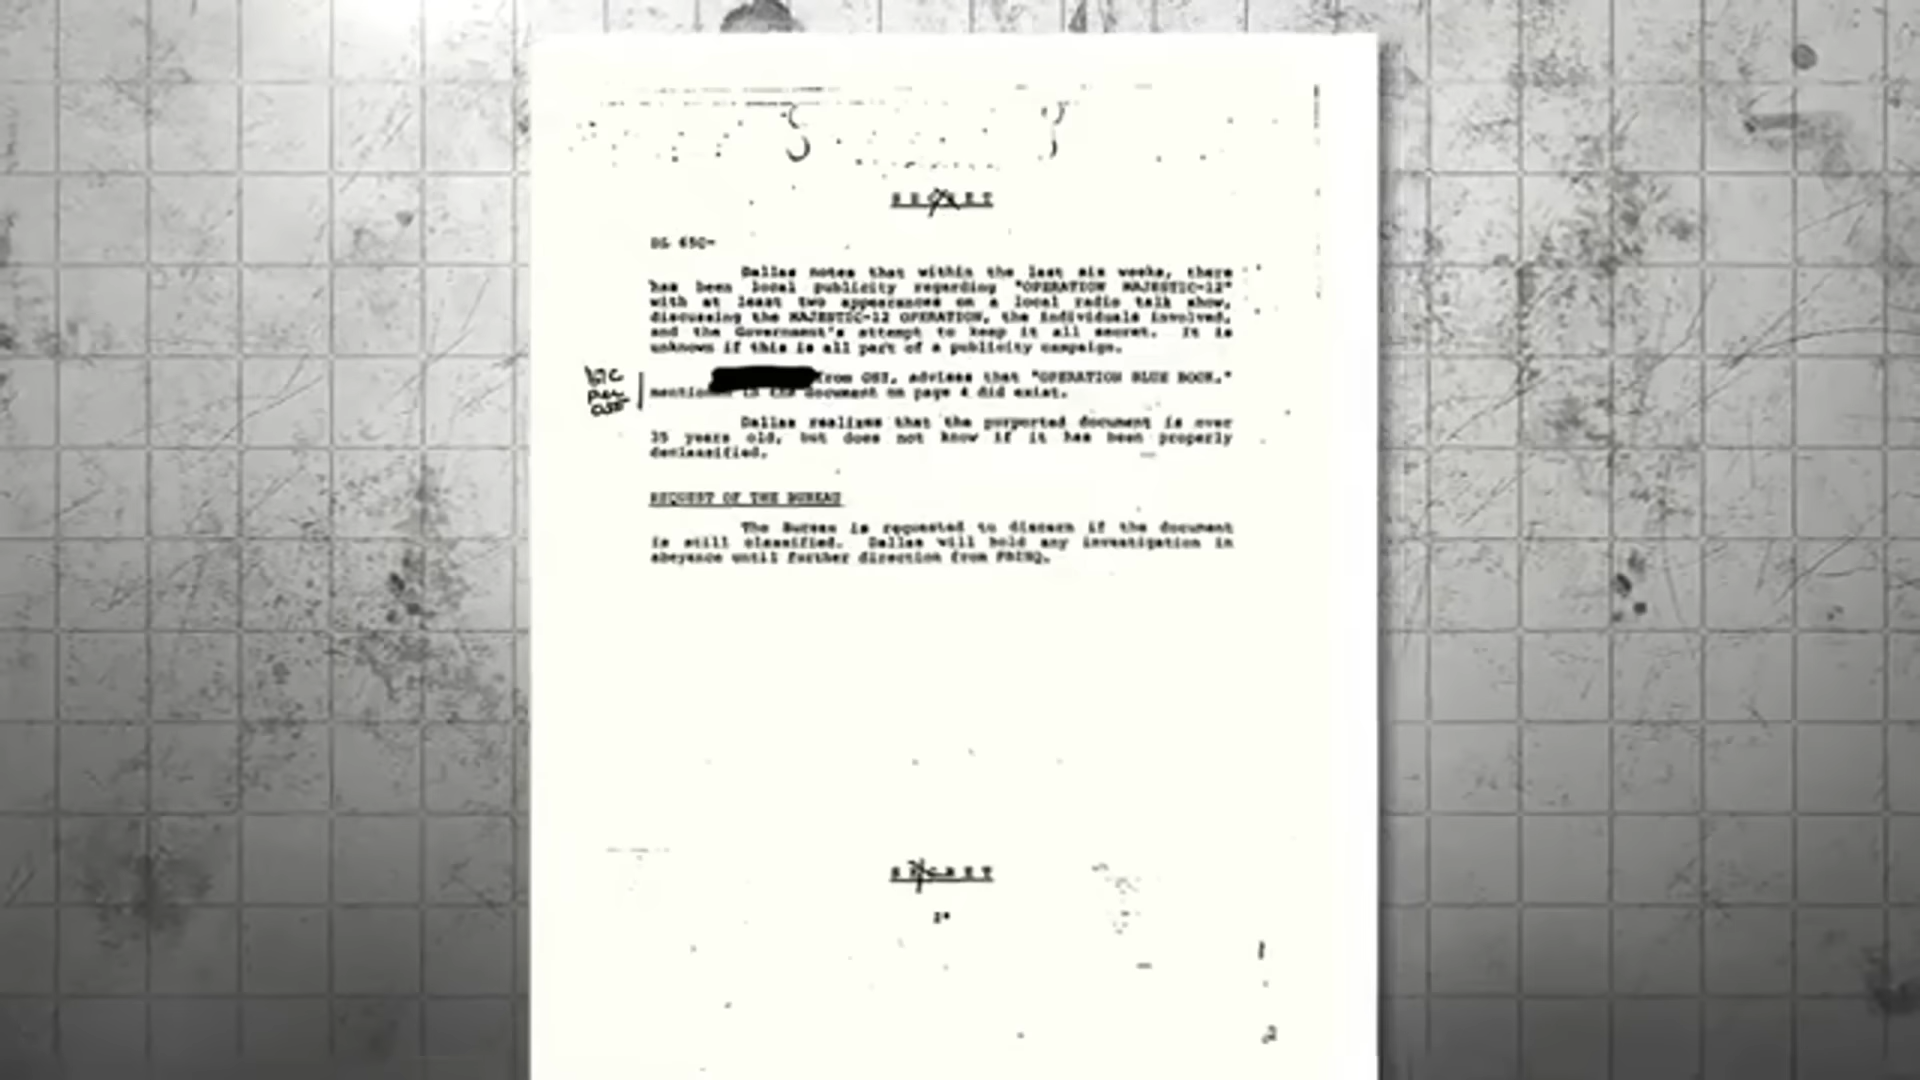 SECRET
DL 65C-
Dallas notes that within the last six weeks, there
has been local publicity regarding "OPERATION MAJESTIC-12"
with at least two appearances on a local radio talk show,
discussing the MAJESTIC-12 OPERATION, the individuals involved,
and the Government's attempt to keep it all secret. It is
unknown if this is all part of a publicity campaign.
from OSI, advises that "OPERATION BLUE BOOK,"
mentioned in the document on page 4 did exist.
b7C
per
OSI
Dallas realizes that the purported document is over
35 years old, but does not know if it has been properly
declassified.
REQUEST OF THE BUREAU
The Bureau is requested to discern if the document
is still classified. Dallas will hold any investigation in
abeyance until further direction from FBIHQ.
SECRET
2*
2